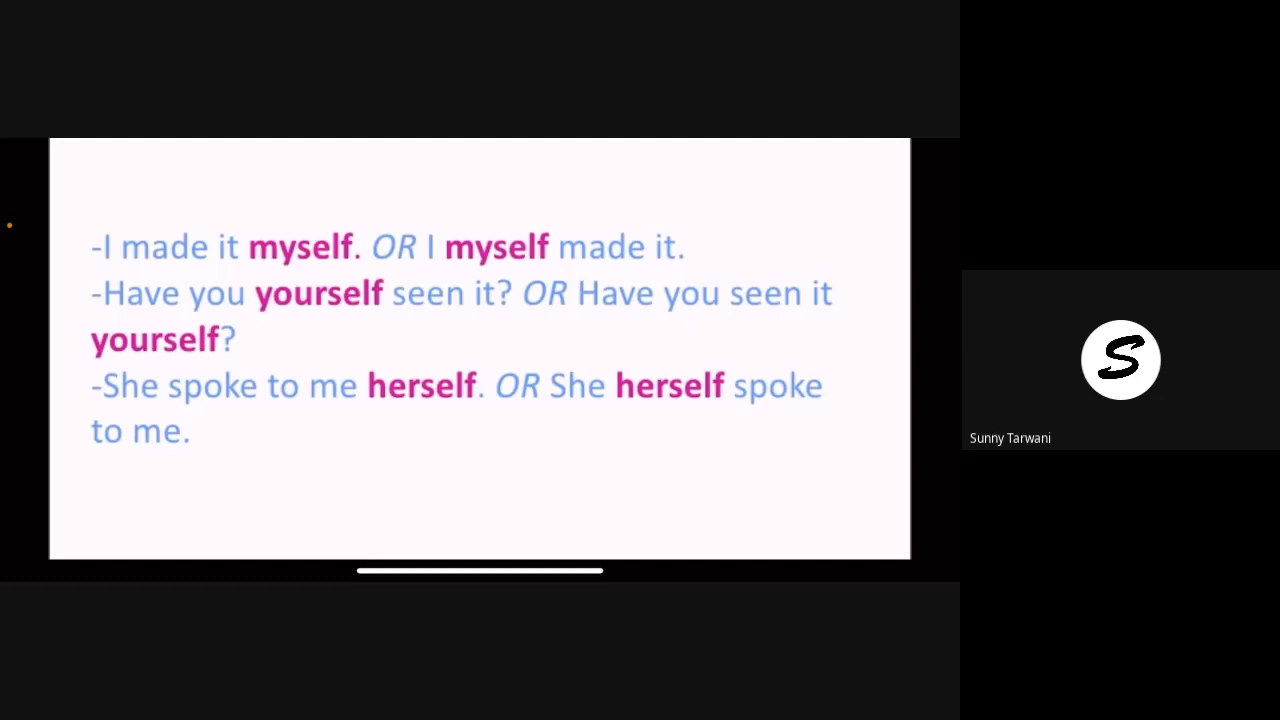 -I made it myself. OR I myself made it.
-Have you yourself seen it? OR Have you seen it
yourself?
-She spoke to me herself. OR She herself spoke
to me.
S
Sunny Tarwani